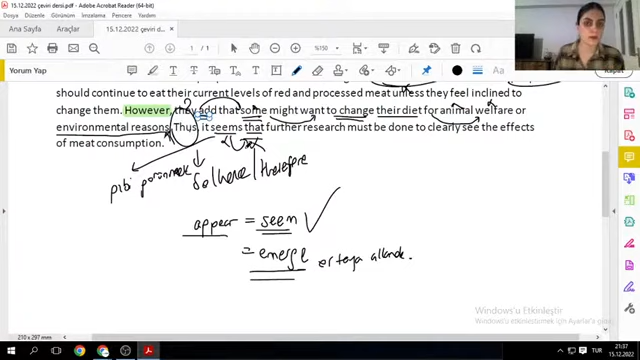 15.12.2022 çeviri dersi.pdf - Adobe Acrobat Reader (64-bit)
Dosya Düzenle Görünüm İmzala Pencere Yardım
Ana Sayfa Araçlar 15.12.2022 çeviri de... ×
%150
Yorum Yap
should continue to eat their current levels of red and processed meat unless they feel inclined to
change them. However, they add that some might want to change their diet for animal welfare or
environmental reasons. Thus, it seems that further research must be done to clearly see the effects
of meat consumption.
gibi görünmek So/hence/therefore
appear = seem
= emerge ortaya
Windows'u Etkinleştir
Windows'u etkinleştirmek için Ayarlar'a gidin.
210 x 297 mm
TUR 21:37
15.12.2022